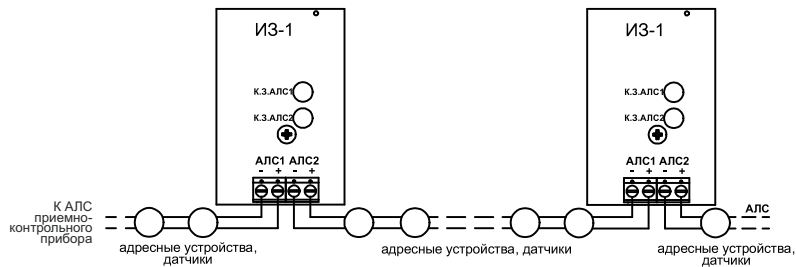 ИЗ-1
К.З.АЛС1
К.З.АЛС2
АЛС1 АЛС2
- + - +
ИЗ-1
К.З.АЛС1
К.З.АЛС2
АЛС1 АЛС2
- + - +
К АЛС
приемно-
контрольного
прибора
адресные устройства,
датчики
адресные устройства, датчики
АЛС
адресные устройства,
датчики